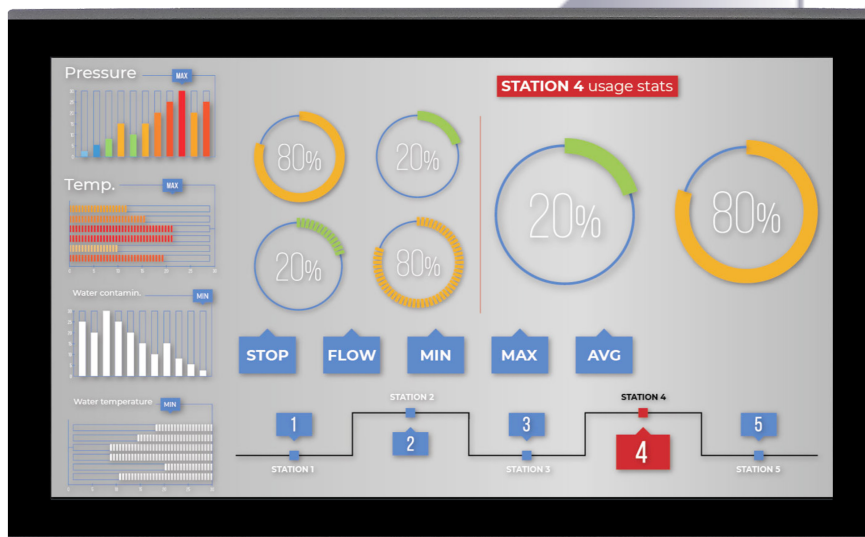 Pressure
MAX
STATION 4 usage stats
80%
20%
20%
80%
Temp.
MAX
20%
80%
Water contamin.
MIN
STOP
FLOW
MIN
MAX
AVG
Water temperature
MIN
STATION 2
STATION 4
1
3
5
2
4
STATION 1
STATION 3
STATION 5